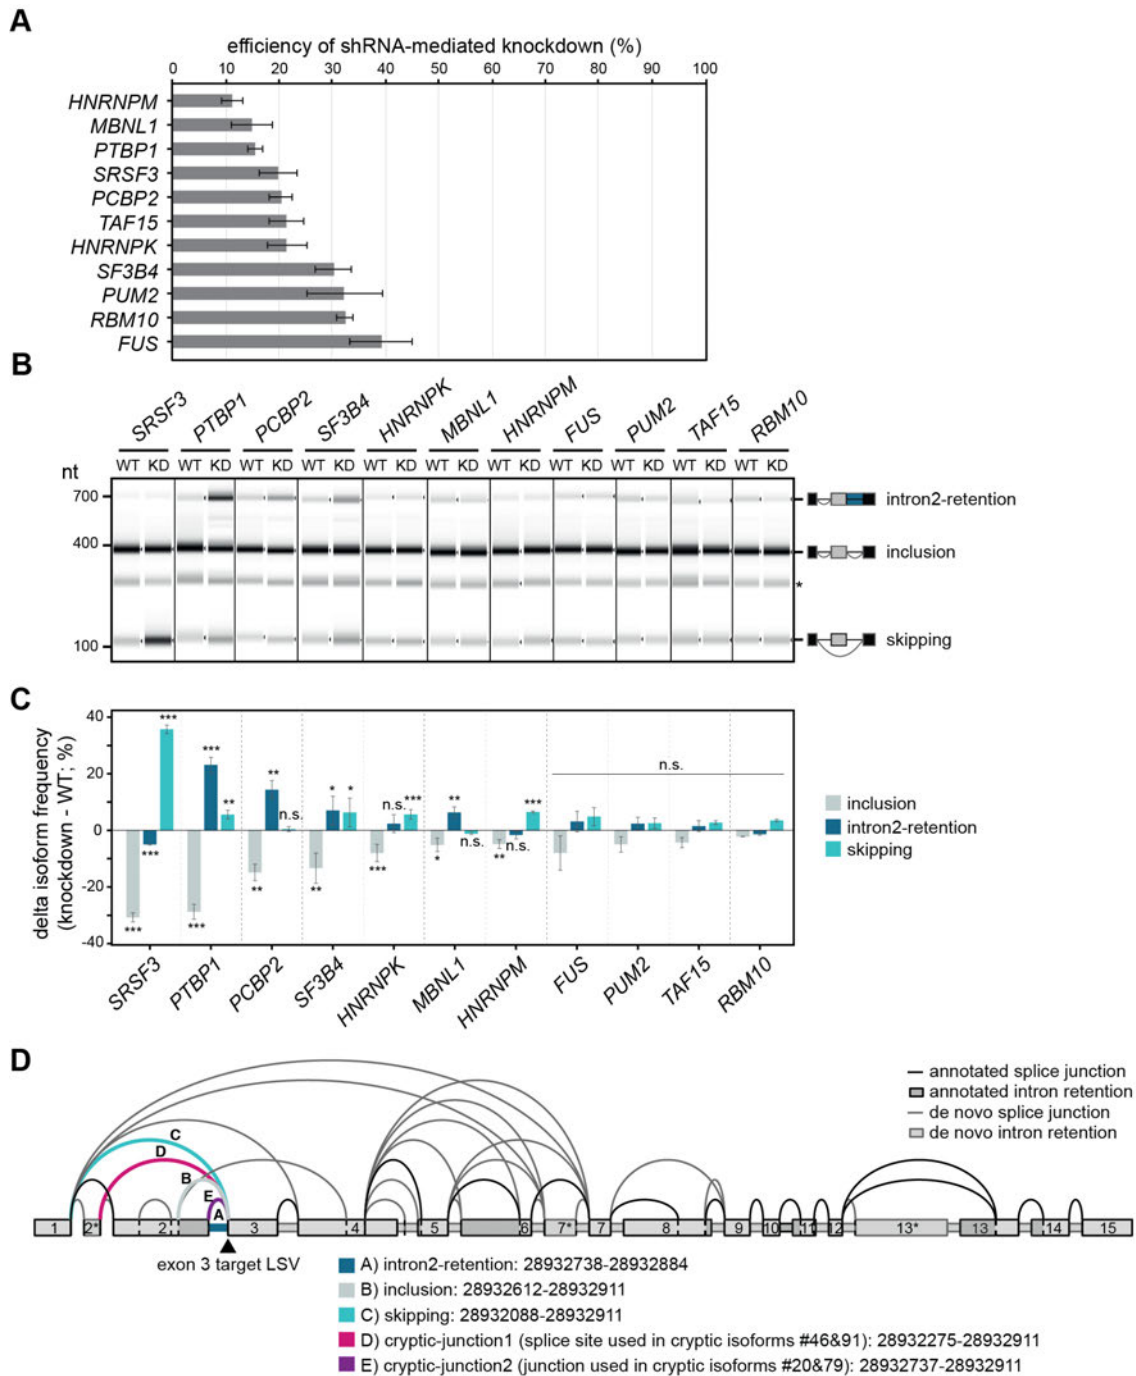 A
efficiency of shRNA-mediated knockdown (%)
0 10 20 30 40 50 60 70 80 90 100
HNRNPM
MBNL1
PTBP1
SRSF3
PCBP2
TAF15
HNRNPK
SF3B4
PUM2
RBM10
FUS
B
SRSF3 PTBP1 PCBP2 SF3B4 HNRNPK MBNL1 HNRNPM FUS PUM2 TAF15 RBM10
nt WT KD WT KD WT KD WT KD WT KD WT KD WT KD WT KD WT KD WT KD WT KD
700 intron2-retention
400 inclusion
*
100 skipping
C
delta isoform frequency
(knockdown - WT; %)
40
20
0
-20
-40
*** *** *** *** *** ** ** n.s. ** * * ** n.s. *** *** ** n.s. * *** n.s. ** n.s.
inclusion
intron2-retention
skipping
SRSF3 PTBP1 PCBP2 SF3B4 HNRNPK MBNL1 HNRNPM FUS PUM2 TAF15 RBM10
D
annotated splice junction
annotated intron retention
de novo splice junction
de novo intron retention
C
D
B
E
A
1 2* 2 3 4 5 6 7* 7 8 9 10 11 12 13* 13 14 15
exon 3 target LSV
A) intron2-retention: 28932738-28932884
B) inclusion: 28932612-28932911
C) skipping: 28932088-28932911
D) cryptic-junction1 (splice site used in cryptic isoforms #46&91): 28932275-28932911
E) cryptic-junction2 (junction used in cryptic isoforms #20&79): 28932737-28932911